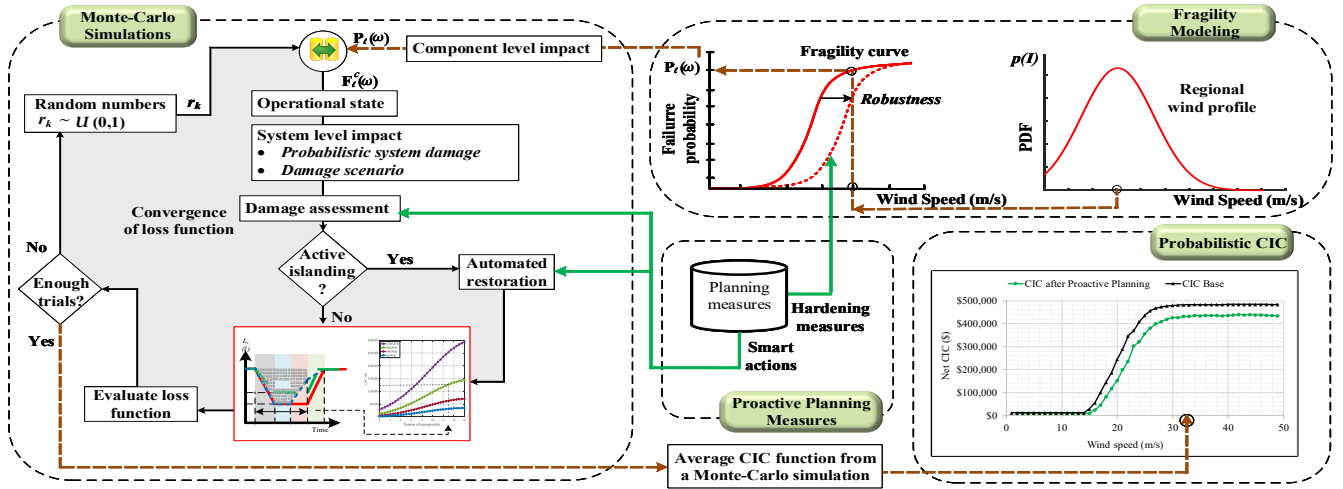 Monte-Carlo
Simulations
Random numbers
r_k ~ U (0,1)
r_k
P_ℓ(ω)
Component level impact
F_ℓ^C(ω)
Operational state
System level impact
• Probabilistic system damage
• Damage scenario
Damage assessment
Convergence
of loss function
No
Enough
trials?
Yes
Active
islanding
?
Yes
No
Automated
restoration
Evaluate loss
function
Time
Fragility
Modeling
Fragility curve
P_ℓ(ω)
Robustness
Failurve
probability
Wind Speed (m/s)
p(I)
Regional
wind profile
PDF
Wind Speed (m/s)
Planning
measures
Hardening
measures
Smart
actions
Proactive Planning
Measures
Probabilistic CIC
CIC after Proactive Planning
CIC Base
$500,000
$400,000
$300,000
$200,000
$100,000
$0
Net CIC ($)
0
10
20
30
40
50
Wind speed (m/s)
Average CIC function from
a Monte-Carlo simulation